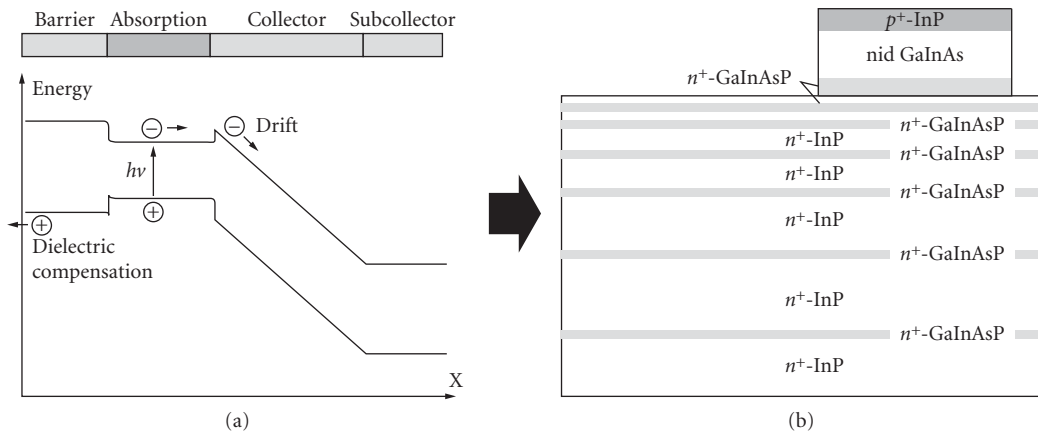 Barrier Absorption Collector Subcollector
Energy
− − Drift
hν
+ +
Dielectric
compensation
X
(a)
p⁺-InP
nid GaInAs
n⁺-GaInAsP
n⁺-GaInAsP
n⁺-InP
n⁺-GaInAsP
n⁺-InP
n⁺-GaInAsP
n⁺-InP
n⁺-GaInAsP
n⁺-InP
n⁺-GaInAsP
n⁺-InP
(b)